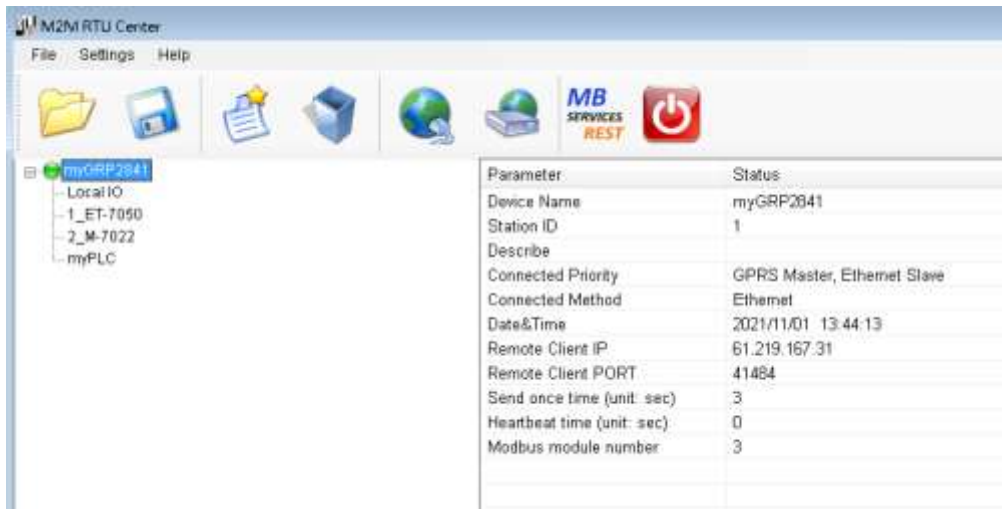 M2M RTU Center
File Settings Help
MB
SERVICES
REST
myGRP2841
Local IO
1_ET-7050
2_M-7022
myPLC
Parameter Status
Device Name myGRP2841
Station ID 1
Describe
Connected Priority GPRS Master, Ethernet Slave
Connected Method Ethernet
Date&Time 2021/11/01 13:44:13
Remote Client IP 61.219.167.31
Remote Client PORT 41484
Send once time (unit: sec) 3
Heartbeat time (unit: sec) 0
Modbus module number 3